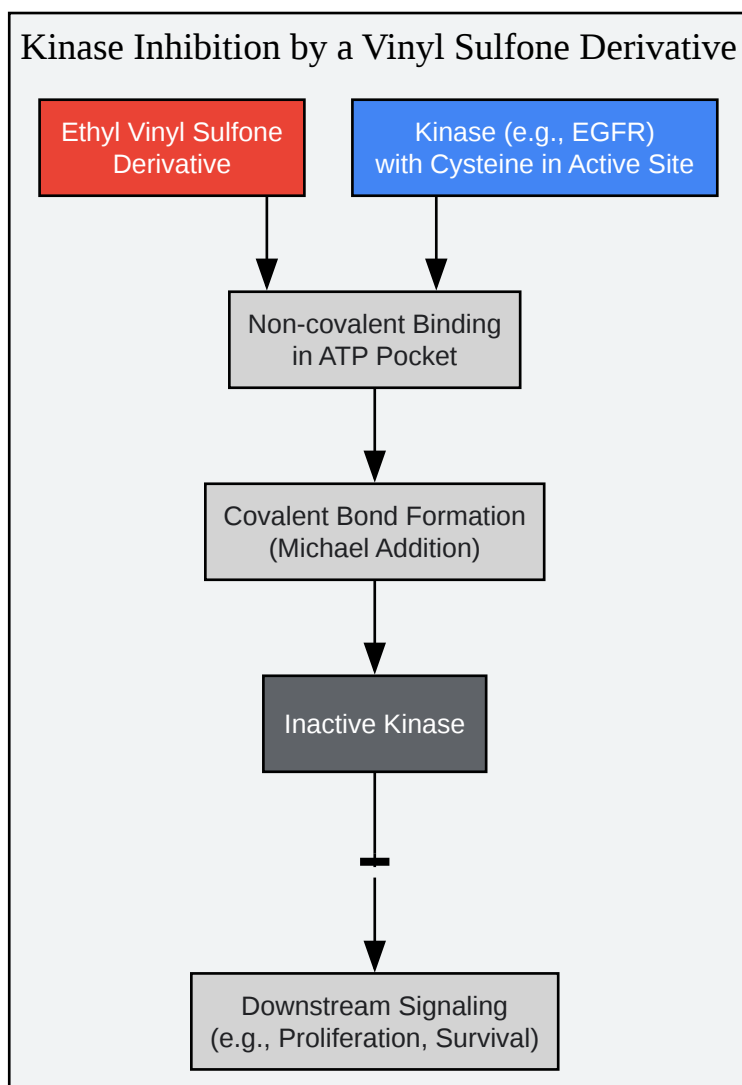 Kinase Inhibition by a Vinyl Sulfone Derivative
Ethyl Vinyl Sulfone
Derivative
Kinase (e.g., EGFR)
with Cysteine in Active Site
Non-covalent Binding
in ATP Pocket
Covalent Bond Formation
(Michael Addition)
Inactive Kinase
Downstream Signaling
(e.g., Proliferation, Survival)